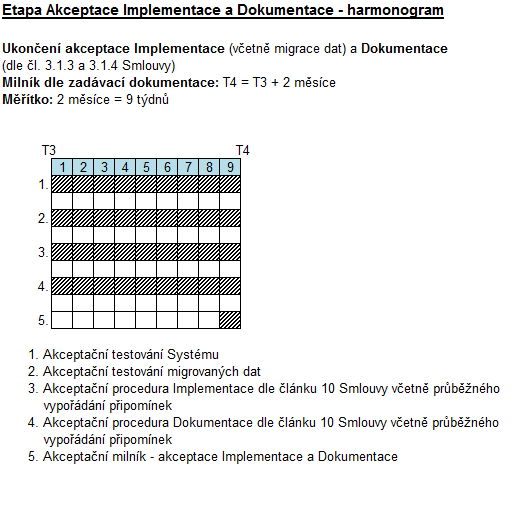 Etapa Akceptace Implementace a Dokumentace - harmonogram
Ukončení akceptace Implementace (včetně migrace dat) a Dokumentace
(dle čl. 3.1.3 a 3.1.4 Smlouvy)
Milník dle zadávací dokumentace: T4 = T3 + 2 měsíce
Měřítko: 2 měsíce = 9 týdnů
T3 T4
1 2 3 4 5 6 7 8 9
1.
2.
3.
4.
5.
1. Akceptační testování Systému
2. Akceptační testování migrovaných dat
3. Akceptační procedura Implementace dle článku 10 Smlouvy včetně průběžného
vypořádání připomínek
4. Akceptační procedura Dokumentace dle článku 10 Smlouvy včetně průběžného
vypořádání připomínek
5. Akceptační milník - akceptace Implementace a Dokumentace